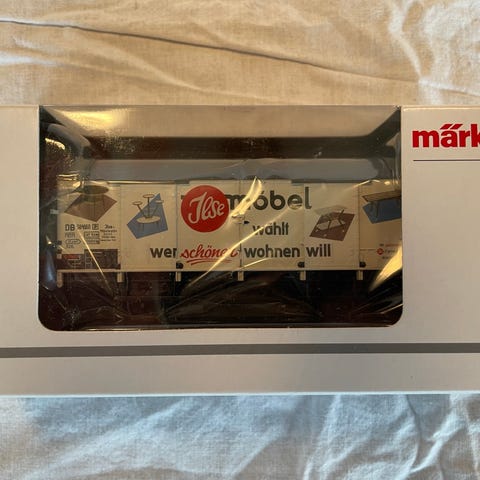 märk
Ilse möbel
wählt
wer schöner wohnen will
DB